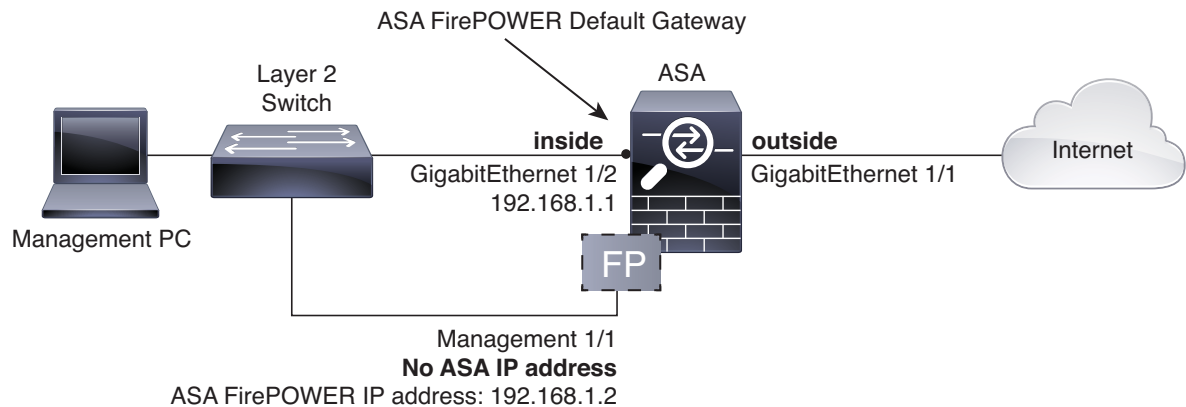 ASA FirePOWER Default Gateway
Layer 2
Switch
ASA
inside
outside
GigabitEthernet 1/2
GigabitEthernet 1/1
192.168.1.1
Internet
Management PC
FP
Management 1/1
No ASA IP address
ASA FirePOWER IP address: 192.168.1.2